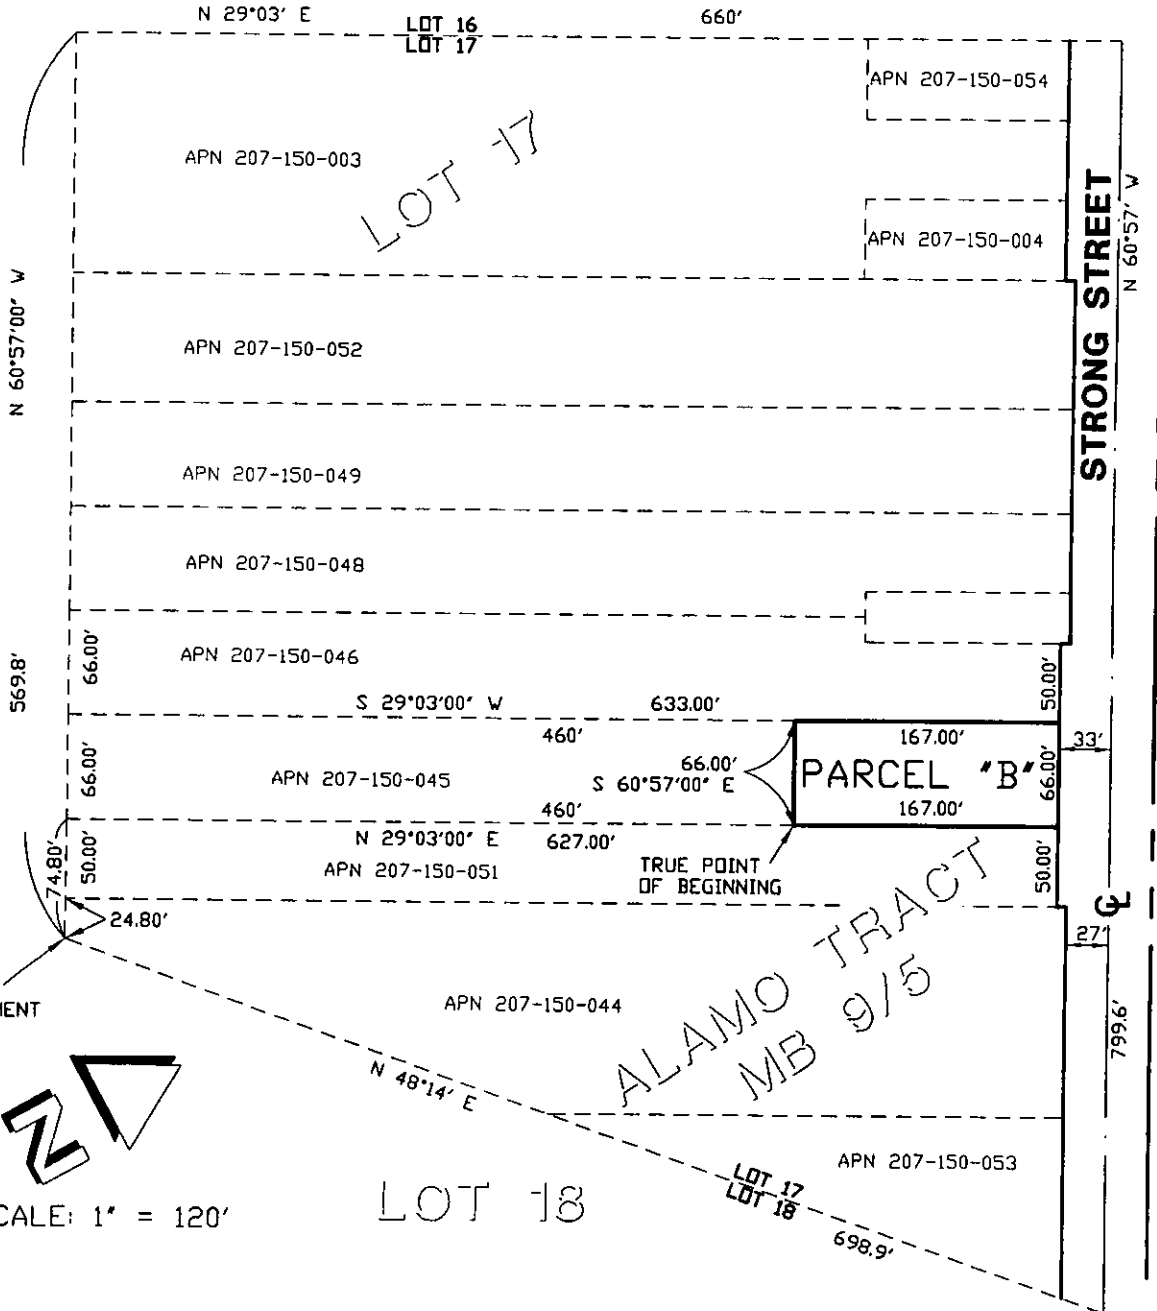 N 29°03' E
660'
LOT 16
LOT 17
APN 207-150-054
APN 207-150-003
LOT 17
APN 207-150-004
STRONG STREET
N 60°57' W
N 60°57'00" W
APN 207-150-052
APN 207-150-049
APN 207-150-048
569.8'
66.00'
APN 207-150-046
50.00'
S 29°03'00" W
633.00'
460'
167.00'
33'
66.00'
APN 207-150-045
66.00'
S 60°57'00" E
PARCEL "B"
66.00'
460'
167.00'
N 29°03'00" E
627.00'
74.80'
50.00'
APN 207-150-051
TRUE POINT
OF BEGINNING
50.00'
24.80'
CL
27'
ALAMO TRACT
MB 9/5
APN 207-150-044
MENT
799.6'
N 48°14' E
N
APN 207-150-053
LOT 17
LOT 18
LOT 18
698.9'
CALE: 1" = 120'